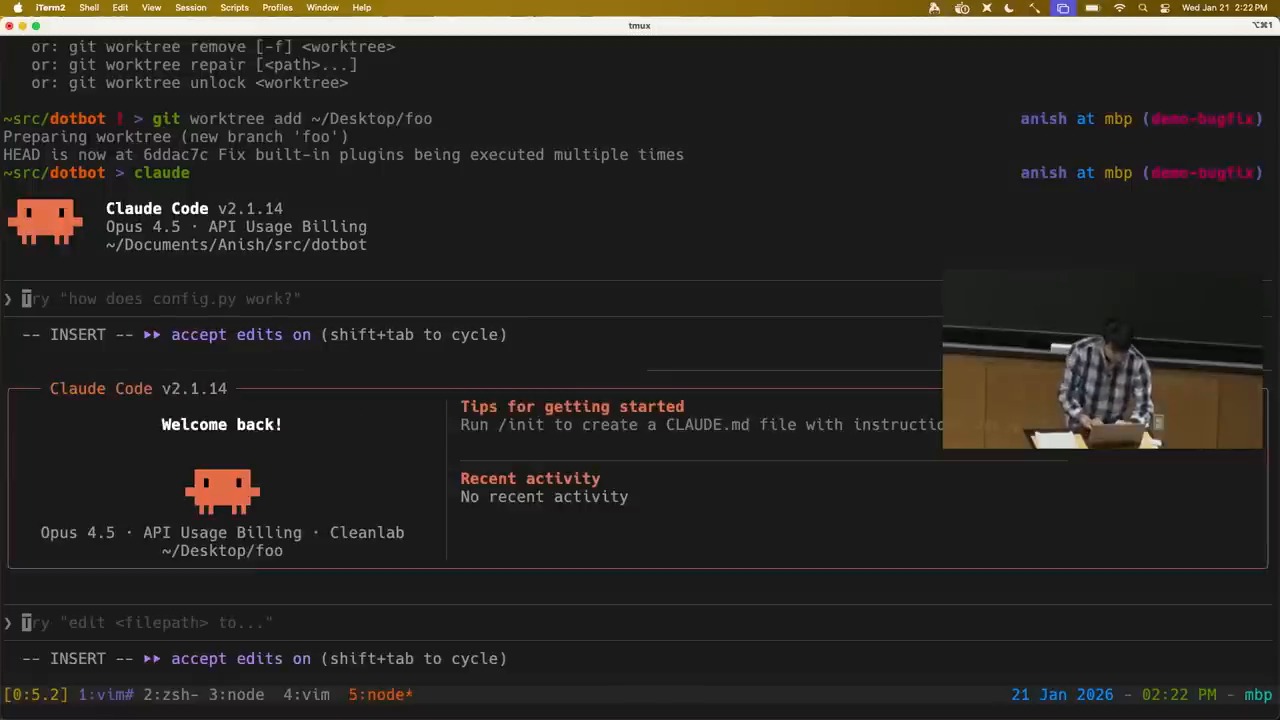 iTerm2 Shell Edit View Session Scripts Profiles Window Help Wed Jan 21 2:22 PM
tmux ⌥⌘1
or: git worktree remove [-f] <worktree>
or: git worktree repair [<path>...]
or: git worktree unlock <worktree>
~src/dotbot ! > git worktree add ~/Desktop/foo anish at mbp (demo-bugfix)
Preparing worktree (new branch 'foo')
HEAD is now at 6ddac7c Fix built-in plugins being executed multiple times
~src/dotbot > claude anish at mbp (demo-bugfix)
Claude Code v2.1.14
Opus 4.5 · API Usage Billing
~/Documents/Anish/src/dotbot
❯ Try "how does config.py work?"
-- INSERT -- ⏵⏵ accept edits on (shift+tab to cycle)
Claude Code v2.1.14
Welcome back!
Tips for getting started
Run /init to create a CLAUDE.md file with instructio
Recent activity
No recent activity
Opus 4.5 · API Usage Billing · Cleanlab
~/Desktop/foo
❯ Try "edit <filepath> to..."
-- INSERT -- ⏵⏵ accept edits on (shift+tab to cycle)
[0:5.2] 1:vim# 2:zsh- 3:node 4:vim 5:node* 21 Jan 2026 - 02:22 PM - mbp